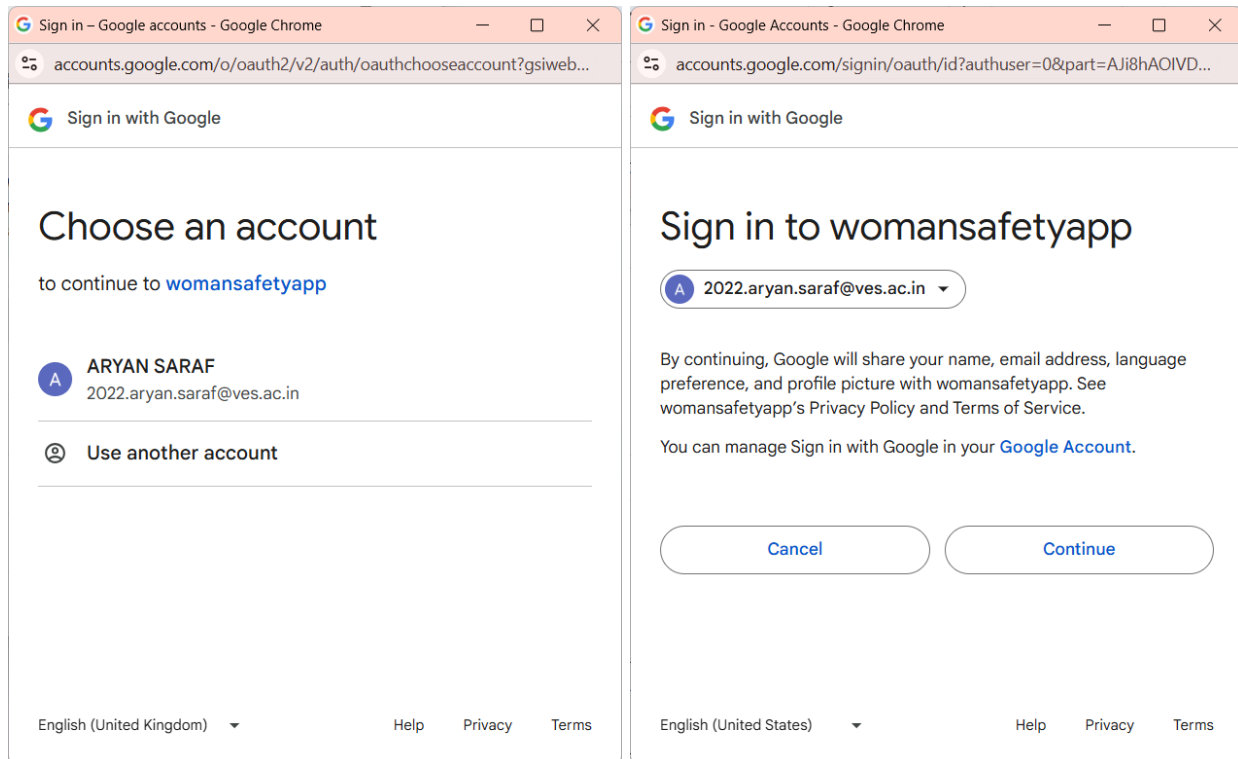 Sign in – Google accounts - Google Chrome
accounts.google.com/o/oauth2/v2/auth/oauthchooseaccount?gsiweb...
Sign in with Google
Choose an account
to continue to womansafetyapp
A
ARYAN SARAF
2022.aryan.saraf@ves.ac.in
Use another account
English (United Kingdom)
Help
Privacy
Terms
Sign in - Google Accounts - Google Chrome
accounts.google.com/signin/oauth/id?authuser=0&part=AJi8hAOIVD...
Sign in with Google
Sign in to womansafetyapp
A 2022.aryan.saraf@ves.ac.in
By continuing, Google will share your name, email address, language
preference, and profile picture with womansafetyapp. See
womansafetyapp’s Privacy Policy and Terms of Service.
You can manage Sign in with Google in your Google Account.
Cancel
Continue
English (United States)
Help
Privacy
Terms